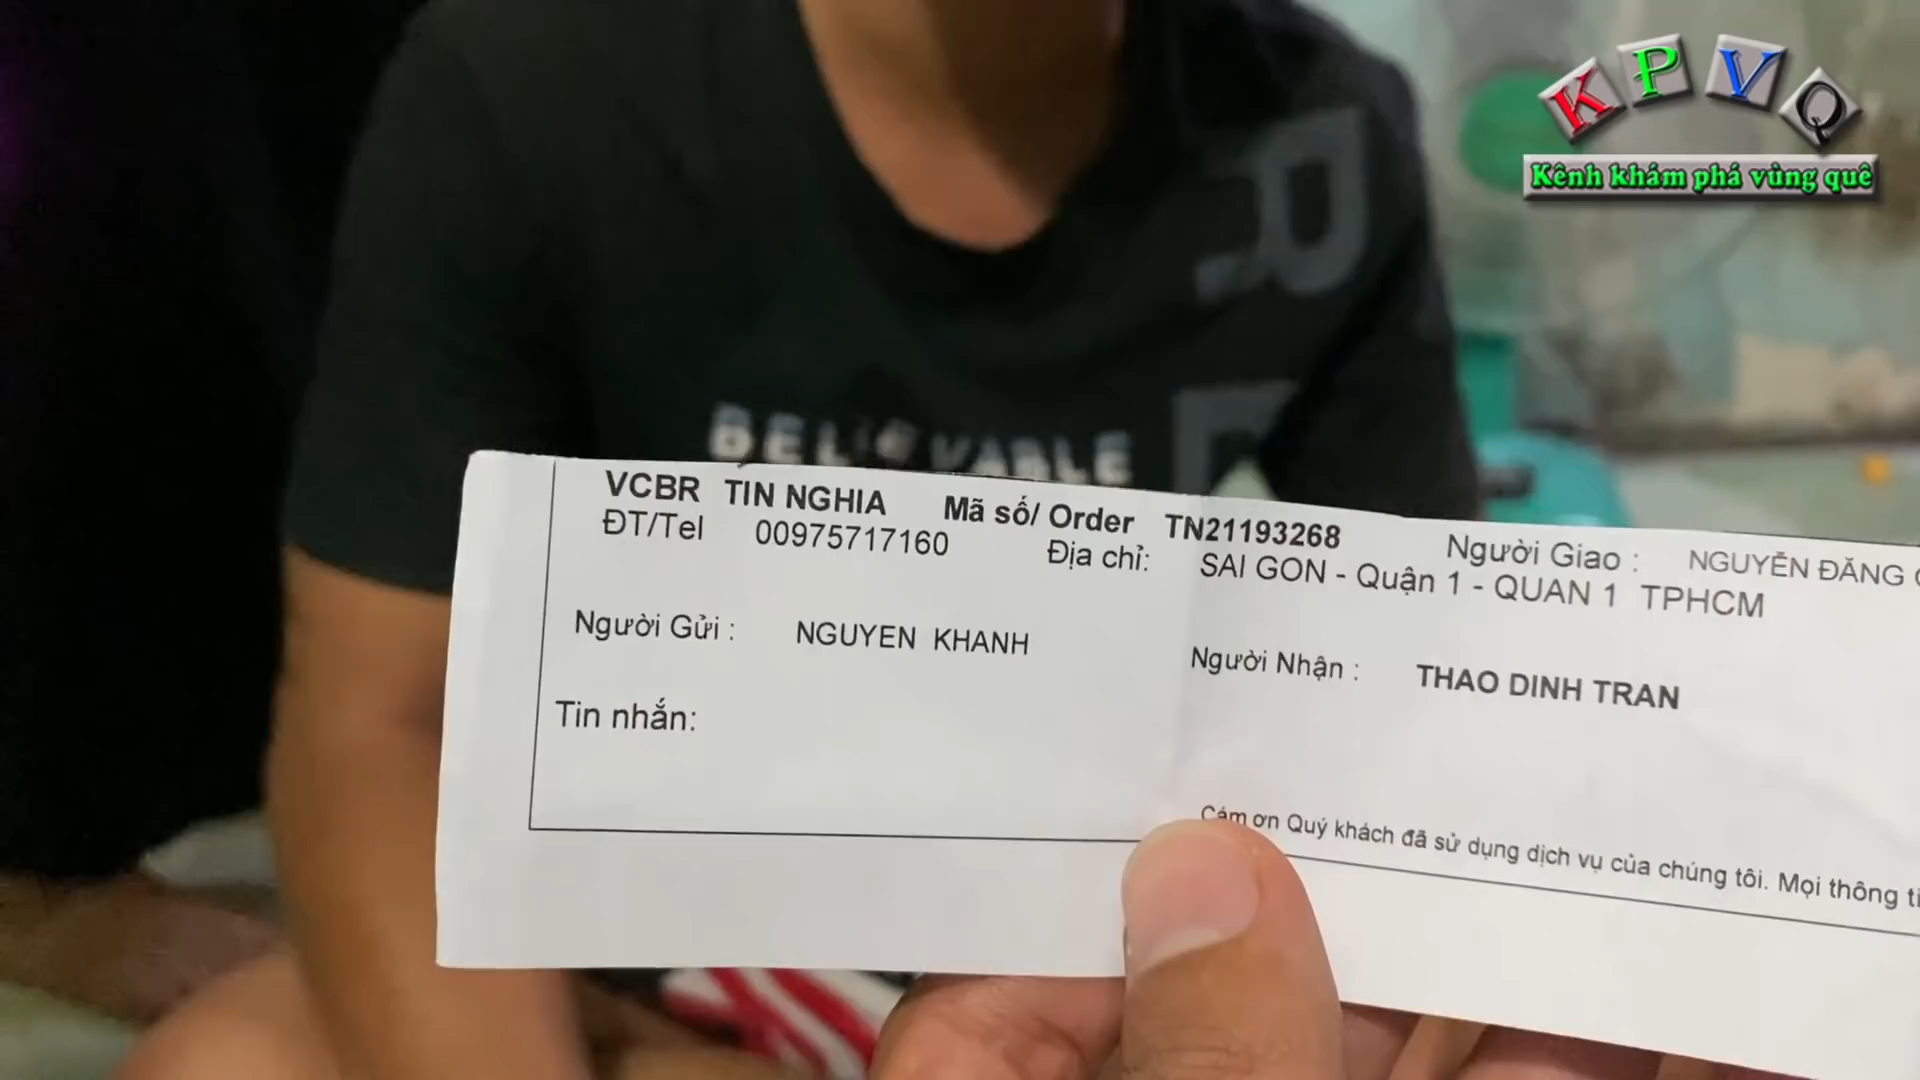 K P V Q
Kênh khám phá vùng quê
VCBR TIN NGHIA Mã số/ Order TN21193268 Người Giao : NGUYỄN ĐĂNG
ĐT/Tel 00975717160 Địa chỉ: SAI GON - Quận 1 - QUAN 1 TPHCM
Người Gửi : NGUYEN KHANH Người Nhận : THAO DINH TRAN
Tin nhắn:
Cám ơn Quý khách đã sử dụng dịch vụ của chúng tôi. Mọi thông